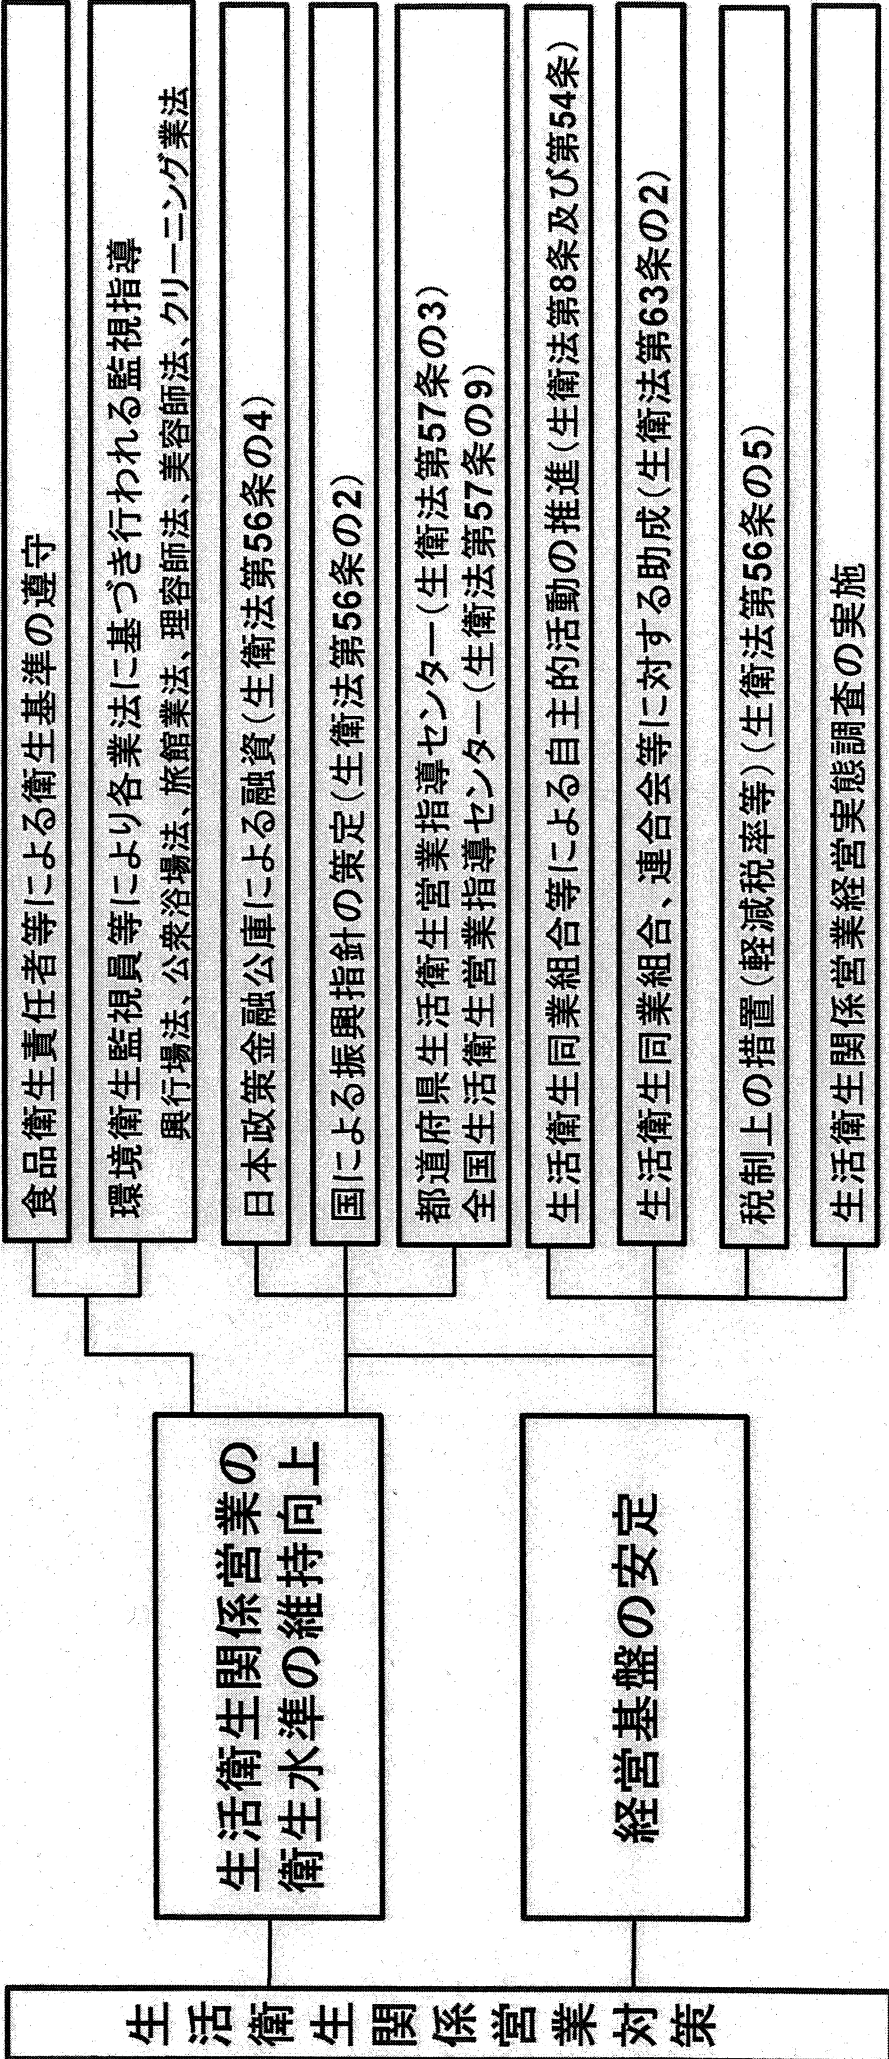 生活衛生関係営業対策
生活衛生関係営業の
衛生水準の維持向上
経営基盤の安定
食品衛生責任者等による衛生基準の遵守
環境衛生監視員等により各業法に基づき行われる監視指導
興行場法、公衆浴場法、旅館業法、理容師法、美容師法、クリーニング業法
日本政策金融公庫による融資(生衛法第56条の4)
国による振興指針の策定(生衛法第56条の2)
都道府県生活衛生営業指導センター(生衛法第57条の3)
全国生活衛生営業指導センター(生衛法第57条の9)
生活衛生同業組合等による自主的活動の推進(生衛法第8条及び第54条)
生活衛生同業組合、連合会等に対する助成(生衛法第63条の2)
税制上の措置(軽減税率等)(生衛法第56条の5)
生活衛生関係営業経営実態調査の実施